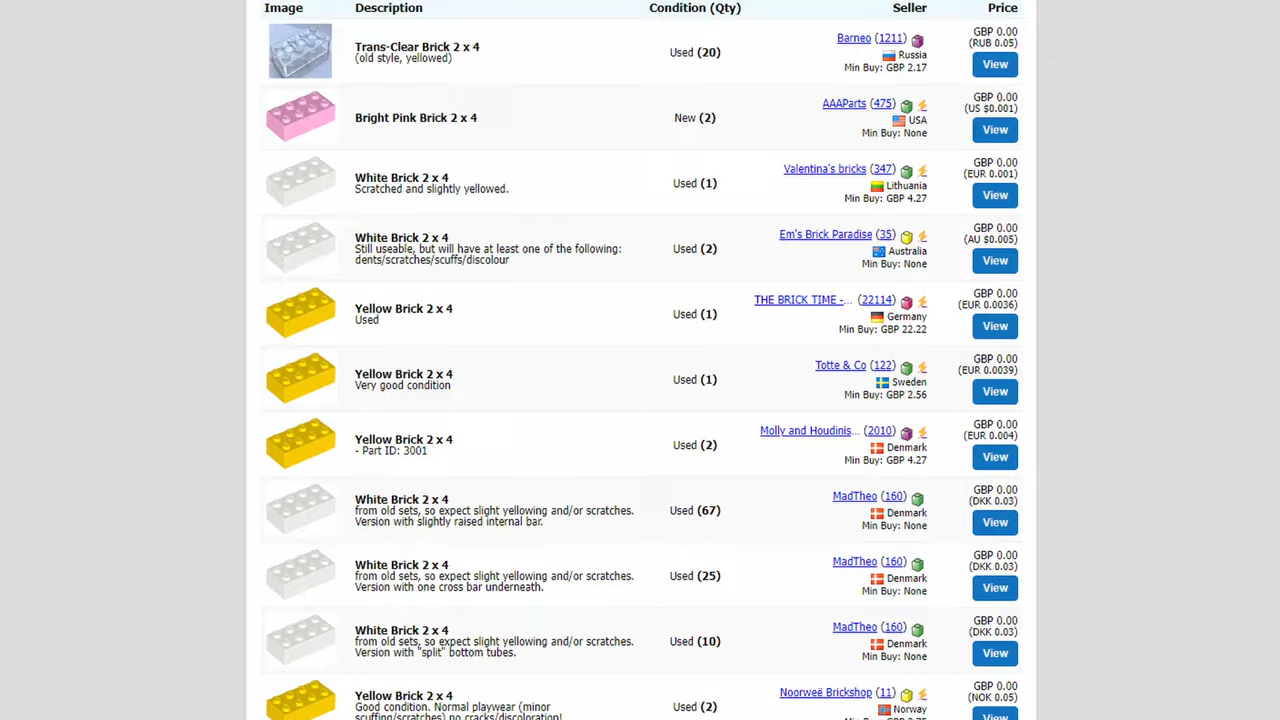 Image Description Condition (Qty) Seller Price
Trans-Clear Brick 2 x 4
(old style, yellowed)
Used (20)
Barneo (1211)
Russia
Min Buy: GBP 2.17
GBP 0.00
(RUB 0.05)
View
Bright Pink Brick 2 x 4
New (2)
AAAParts (475)
USA
Min Buy: None
GBP 0.00
(US $0.001)
View
White Brick 2 x 4
Scratched and slightly yellowed.
Used (1)
Valentina's bricks (347)
Lithuania
Min Buy: GBP 4.27
GBP 0.00
(EUR 0.001)
View
White Brick 2 x 4
Still useable, but will have at least one of the following:
dents/scratches/scuffs/discolour
Used (2)
Em's Brick Paradise (35)
Australia
Min Buy: None
GBP 0.00
(AU $0.005)
View
Yellow Brick 2 x 4
Used
Used (1)
THE BRICK TIME -... (22114)
Germany
Min Buy: GBP 22.22
GBP 0.00
(EUR 0.0036)
View
Yellow Brick 2 x 4
Very good condition
Used (1)
Totte & Co (122)
Sweden
Min Buy: GBP 2.56
GBP 0.00
(EUR 0.0039)
View
Yellow Brick 2 x 4
- Part ID: 3001
Used (2)
Molly and Houdinis... (2010)
Denmark
Min Buy: GBP 4.27
GBP 0.00
(EUR 0.004)
View
White Brick 2 x 4
from old sets, so expect slight yellowing and/or scratches.
Version with slightly raised internal bar.
Used (67)
MadTheo (160)
Denmark
Min Buy: None
GBP 0.00
(DKK 0.03)
View
White Brick 2 x 4
from old sets, so expect slight yellowing and/or scratches.
Version with one cross bar underneath.
Used (25)
MadTheo (160)
Denmark
Min Buy: None
GBP 0.00
(DKK 0.03)
View
White Brick 2 x 4
from old sets, so expect slight yellowing and/or scratches.
Version with "split" bottom tubes.
Used (10)
MadTheo (160)
Denmark
Min Buy: None
GBP 0.00
(DKK 0.03)
View
Yellow Brick 2 x 4
Good condition. Normal playwear (minor
scuffing/scratches) no cracks/discoloration!
Used (2)
Noorweë Brickshop (11)
Norway
GBP 0.00
(NOK 0.05)
View